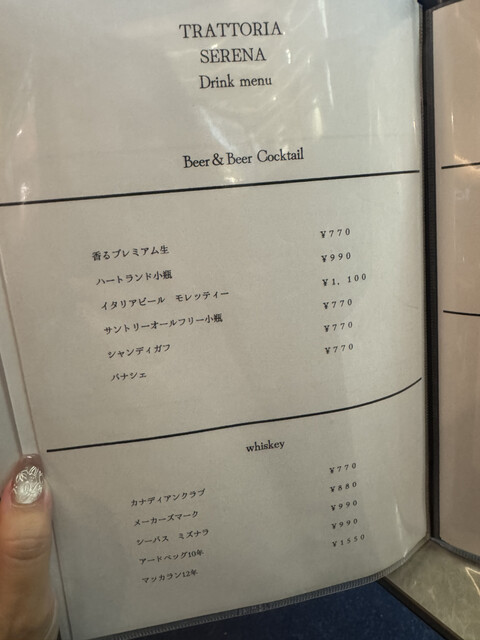 TRATTORIA
SERENA
Drink menu
Beer & Beer Cocktail
香るプレミアム生 ¥770
ハートランド小瓶 ¥990
イタリアビール モレッティー ¥1,100
サントリーオールフリー小瓶 ¥770
シャンディガフ ¥770
パナシェ ¥770
whiskey
カナディアンクラブ ¥770
メーカーズマーク ¥880
シーバス ミズナラ ¥990
アードベッグ10年 ¥990
マッカラン12年 ¥1550